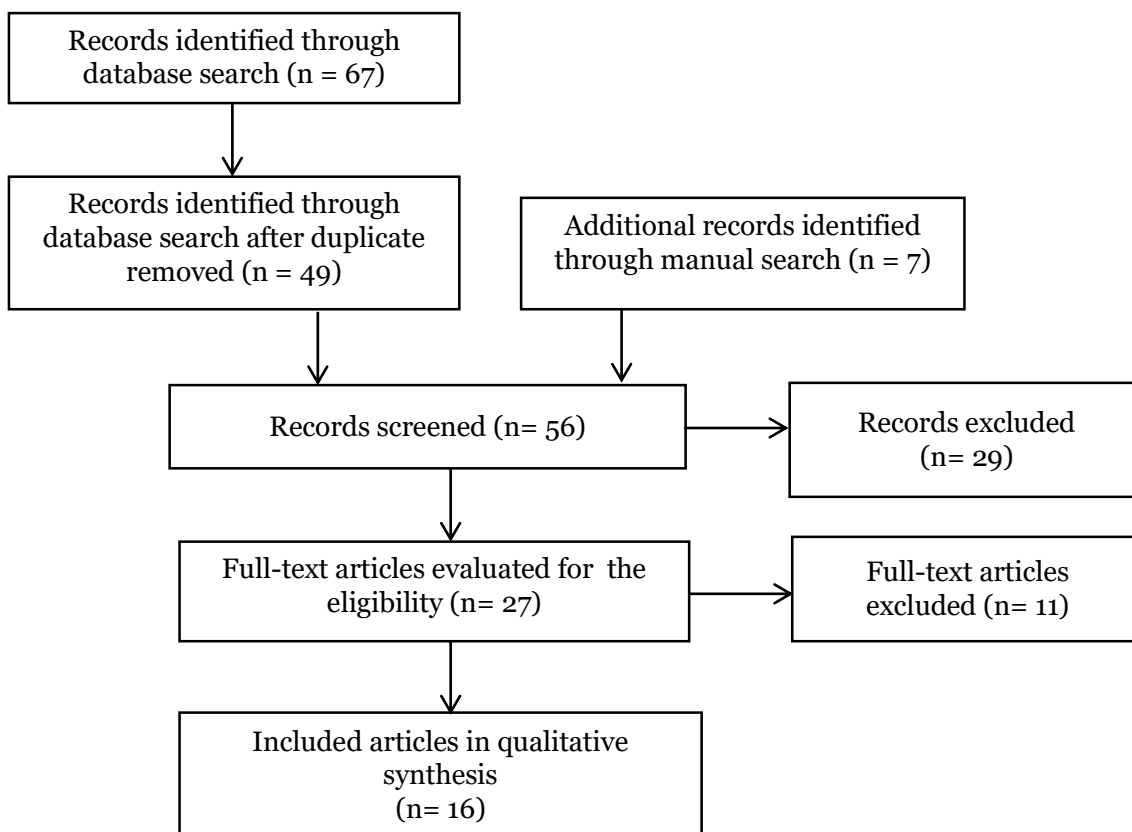 Records identified through
database search (n = 67)
Records identified through
database search after duplicate
removed (n = 49)
Additional records identified
through manual search (n = 7)
Records screened (n= 56)
Records excluded
(n= 29)
Full-text articles evaluated for  the
eligibility (n= 27)
Full-text articles
excluded (n= 11)
Included articles in qualitative
synthesis
(n= 16)